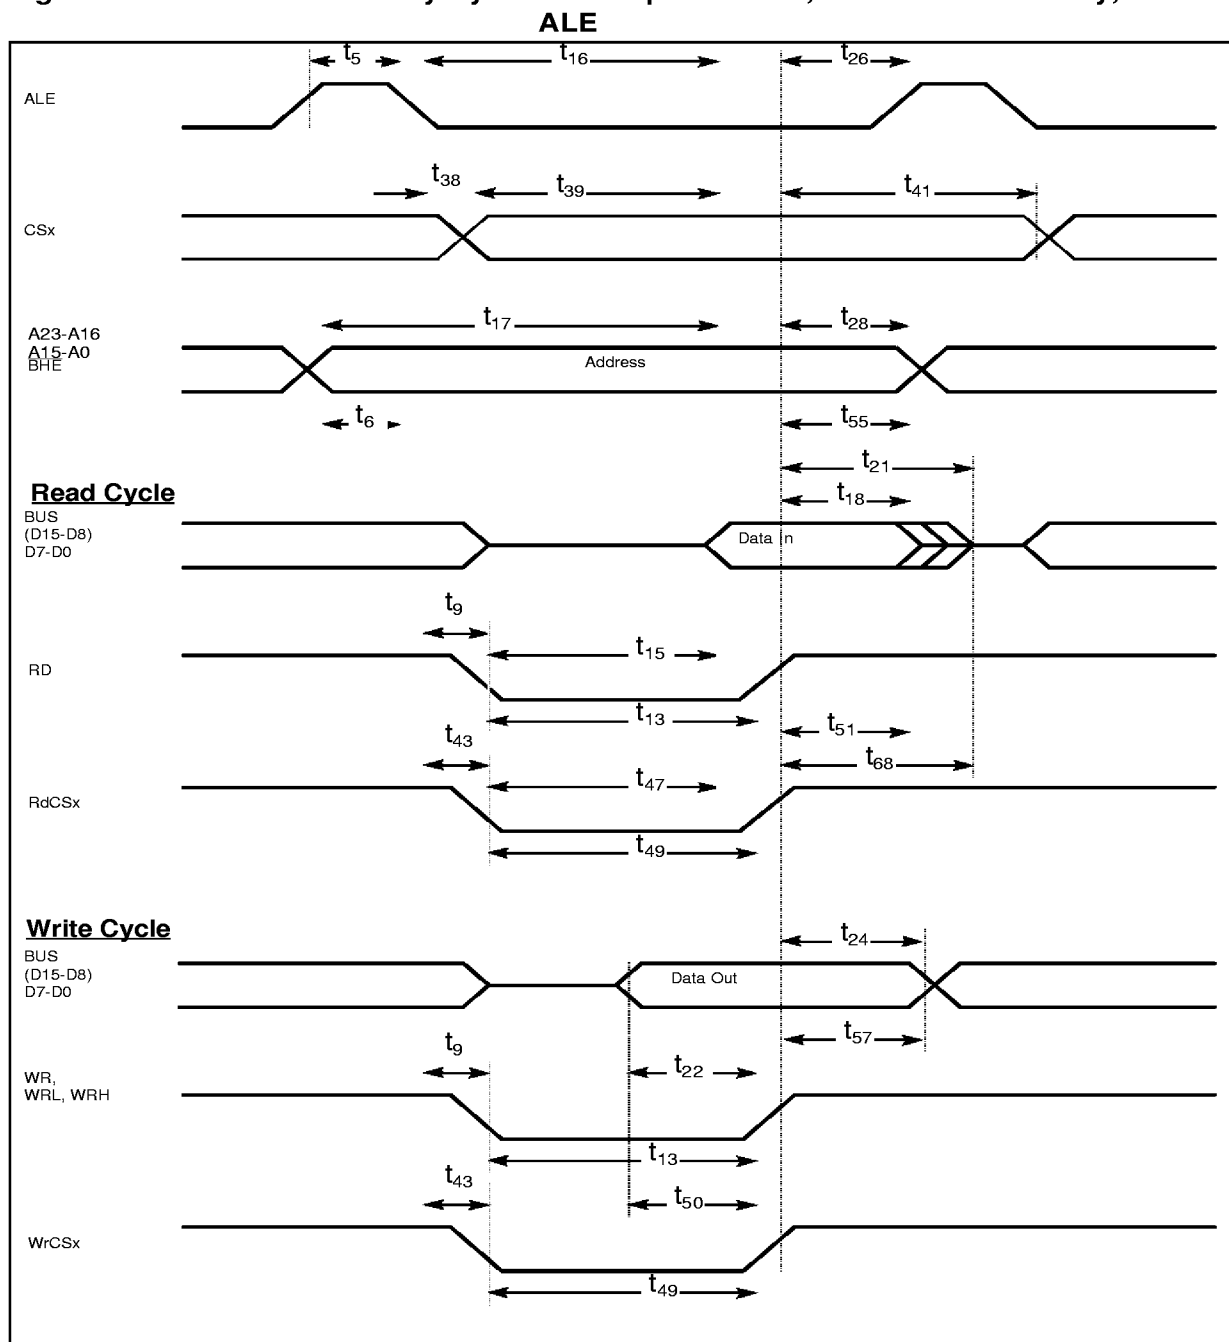 ALE
t5 t16 t26
ALE
t38 t39 t41
CSx
t17 t28
A23-A16
A15-A0
BHE
Address
t6 t55
t21
t18
Read Cycle
BUS
(D15-D8)
D7-D0
Data In
t9
t15
RD
t13
t51
t43
t68
t47
RdCSx
t49
Write Cycle
t24
BUS
(D15-D8)
D7-D0
Data Out
t57
t9
t22
WR,
WRL, WRH
t13
t43
t50
WrCSx
t49